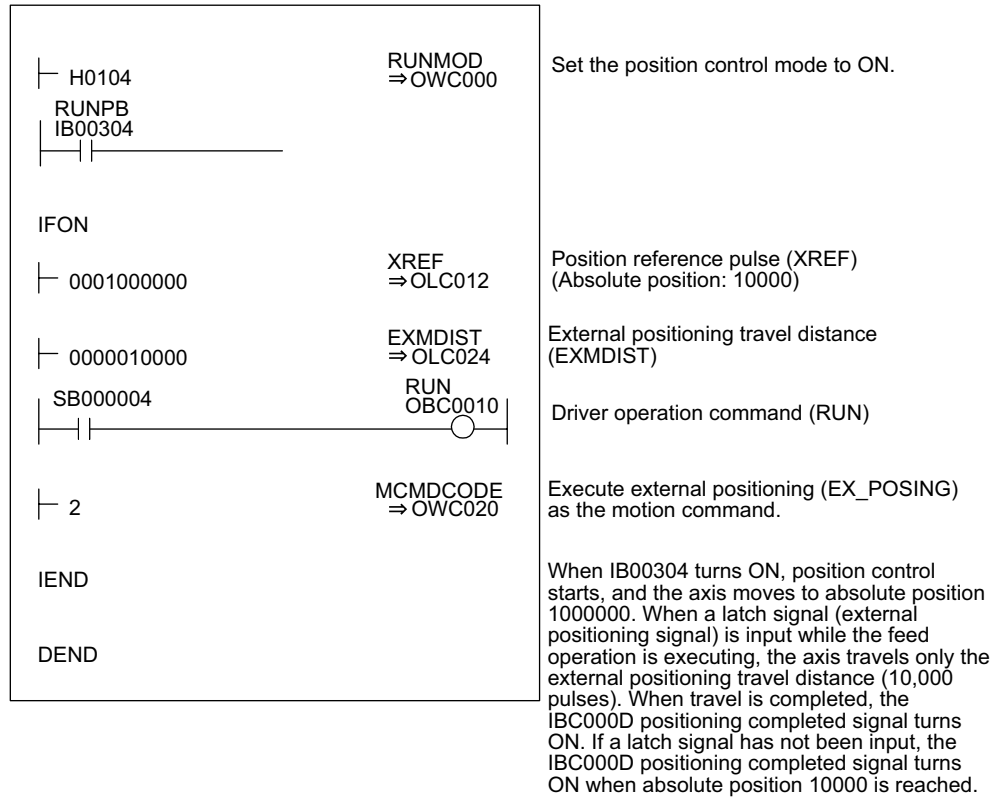 RUNMOD
H0104 ⇒OWC000 Set the position control mode to ON.
RUNPB
IB00304
IFON
XREF Position reference pulse (XREF)
0001000000 ⇒OLC012 (Absolute position: 10000)
EXMDIST External positioning travel distance
0000010000 ⇒OLC024 (EXMDIST)
RUN
SB000004 OBC0010 Driver operation command (RUN)
MCMDCODE Execute external positioning (EX_POSING)
2 ⇒OWC020 as the motion command.
IEND
DEND
When IB00304 turns ON, position control
starts, and the axis moves to absolute position
1000000. When a latch signal (external
positioning signal) is input while the feed
operation is executing, the axis travels only the
external positioning travel distance (10,000
pulses). When travel is completed, the
IBC000D positioning completed signal turns
ON. If a latch signal has not been input, the
IBC000D positioning completed signal turns
ON when absolute position 10000 is reached.